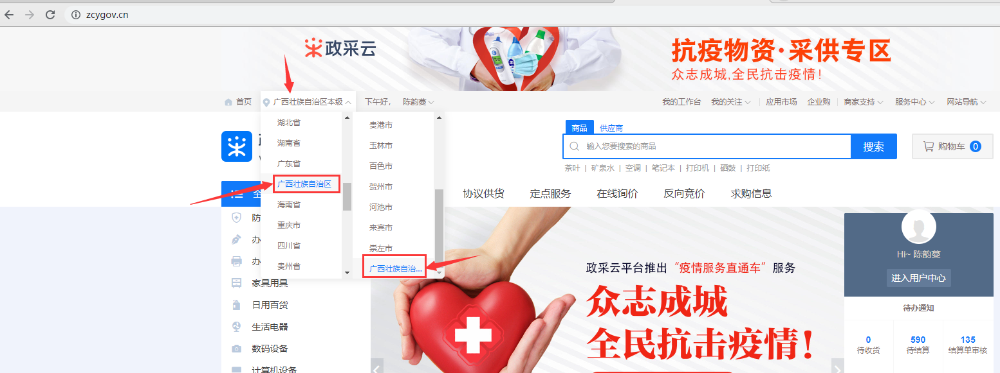 zcygov.cn
政采云
抗疫物资·采供专区
众志成城,全民抗击疫情!
首页 广西壮族自治区本级 下午好, 陈韵蔓 我的工作台 我的关注 应用市场 企业购 商家支持 服务中心 网站导航
湖北省
湖南省
广东省
广西壮族自治区
海南省
重庆市
四川省
贵州省
贵港市
玉林市
百色市
贺州市
河池市
来宾市
崇左市
广西壮族自治...
商品 供应商
输入您要搜索的商品
搜索
购物车 0
茶叶 | 矿泉水 | 空调 | 笔记本 | 打印机 | 硒鼓 | 打印纸
全
协议供货 定点服务 在线询价 反向竞价 求购信息
防
办
办
家具用具
日用百货
生活电器
数码设备
计算机设备
政采云平台推出“疫情服务直通车”服务
众志成城
全民抗击疫情!
Hi~ 陈韵蔓
进入用户中心
待办通知
0 590 135
待收货 待结算 结算单审核